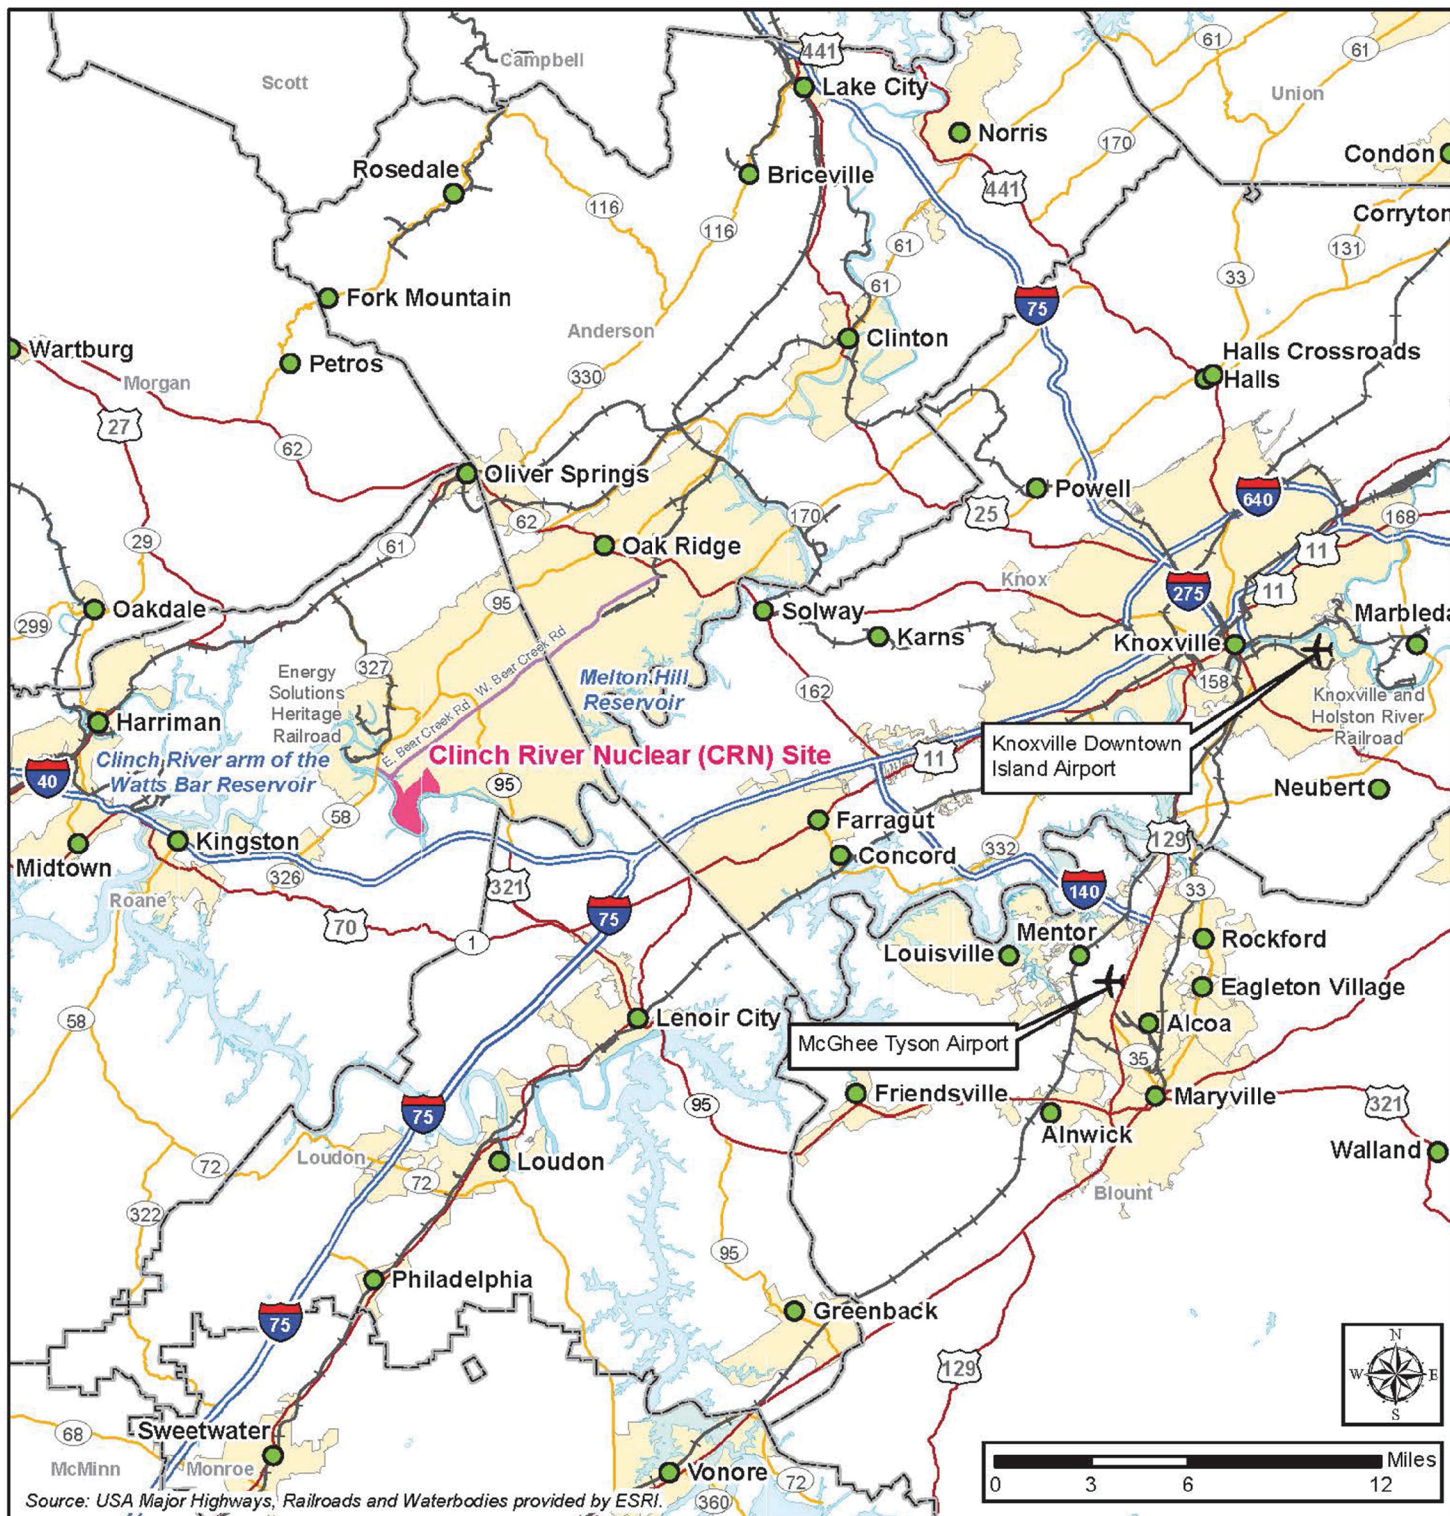 441
61
61
Campbell
Scott
Lake City
Union
Norris
170
Condon
Rosedale
Briceville
441
116
116
Corryton
61
131
33
61
Fork Mountain
75
Anderson
Clinton
Wartburg
Petros
Halls Crossroads
Halls
Morgan
330
27
62
Oliver Springs
Powell
640
62
170
25
168
29
61
Oak Ridge
11
Knox
275
11
95
Oakdale
Solway
299
Karns
Knoxville
Marbleda
W. Bear Creek Rd
Energy
Solutions
Heritage
Railroad
327
Melton Hill
Reservoir
162
158
Knoxville and
Holston River
Railroad
Harriman
E. Bear Creek Rd
Knoxville Downtown
Island Airport
Clinch River Nuclear (CRN) Site
11
40
Clinch River arm of the
Watts Bar Reservoir
95
Neubert
58
Farragut
Kingston
129
Midtown
Concord
332
326
321
140
33
Roane
70
75
1
Mentor
Rockford
Louisville
Eagleton Village
58
Lenoir City
Alcoa
McGhee Tyson Airport
35
75
95
Friendsville
Maryville
321
Alnwick
Walland
Loudon
72
Loudon
72
Blount
322
95
Philadelphia
Greenback
75
N
W E
S
129
68
Sweetwater
McMinn
Monroe
Vonore
72
360
Miles
0 3 6 12
Source: USA Major Highways, Railroads and Waterbodies provided by ESRI.